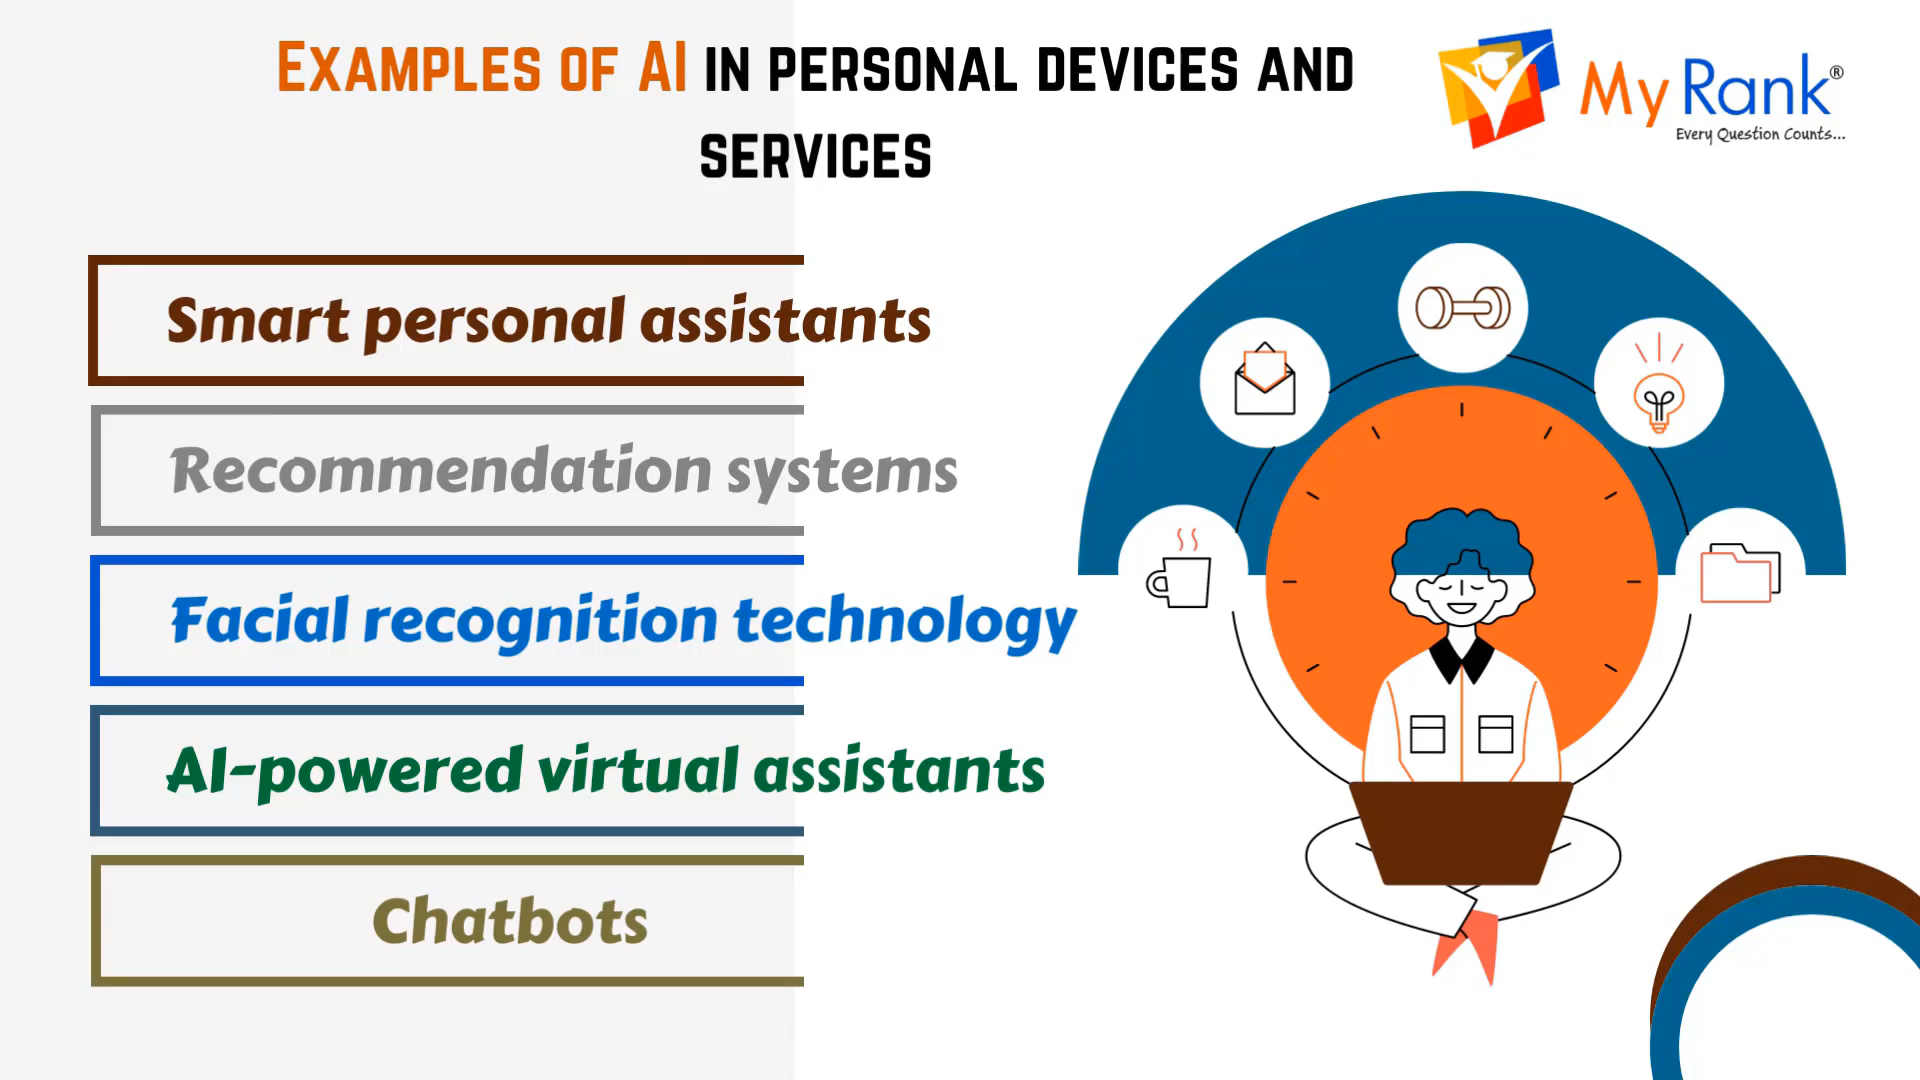 Examples of AI in personal devices and
services
My Rank®
Every Question Counts...
Smart personal assistants
Recommendation systems
Facial recognition technology
AI-powered virtual assistants
Chatbots